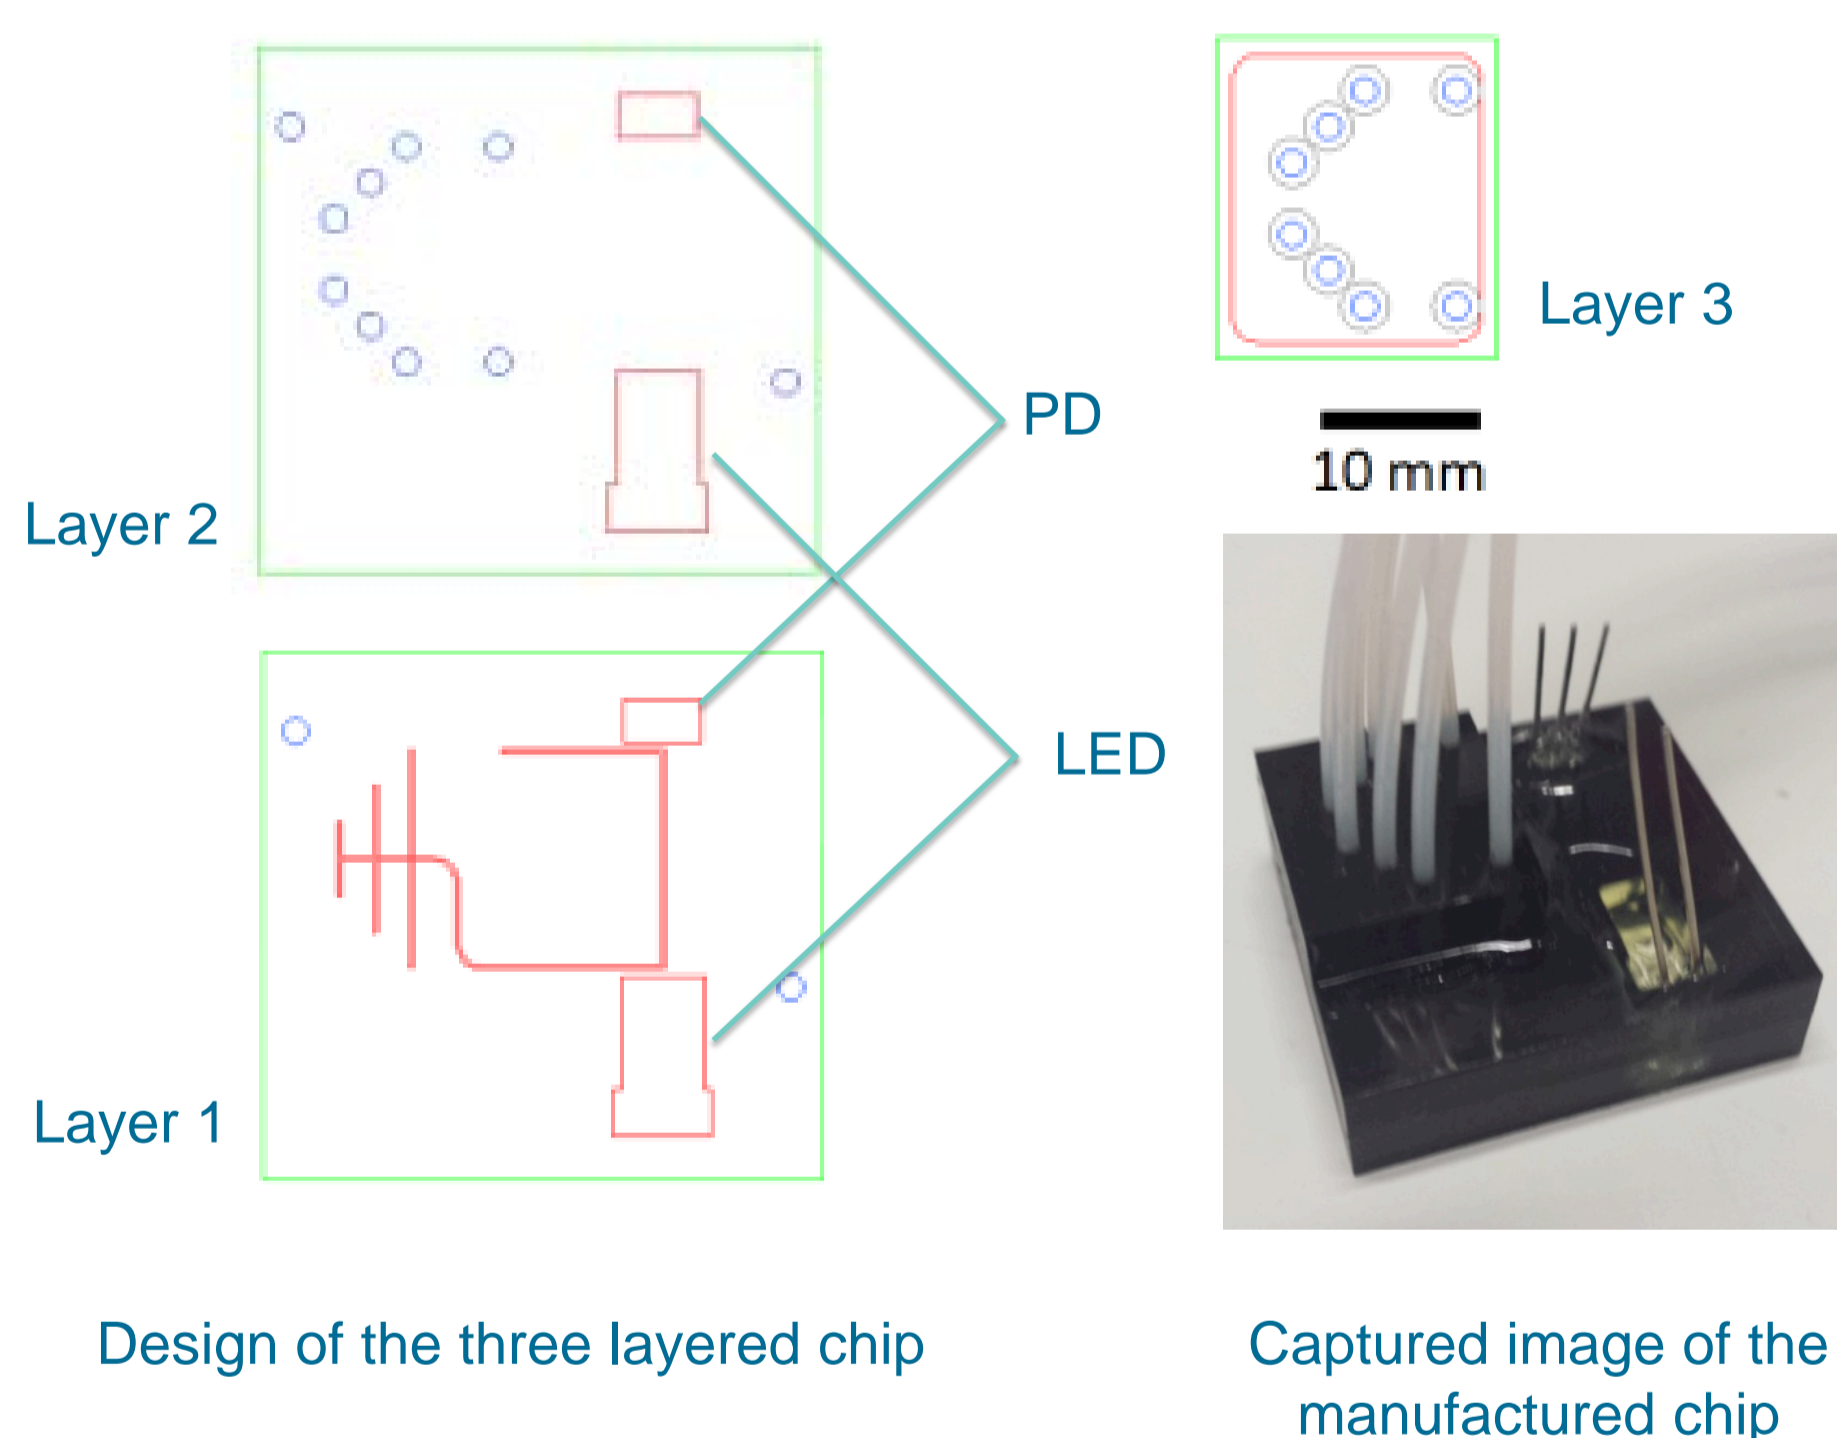 Layer 3
PD
10 mm
Layer 2
LED
Layer 1
Design of the three layered chip
Captured image of the
manufactured chip